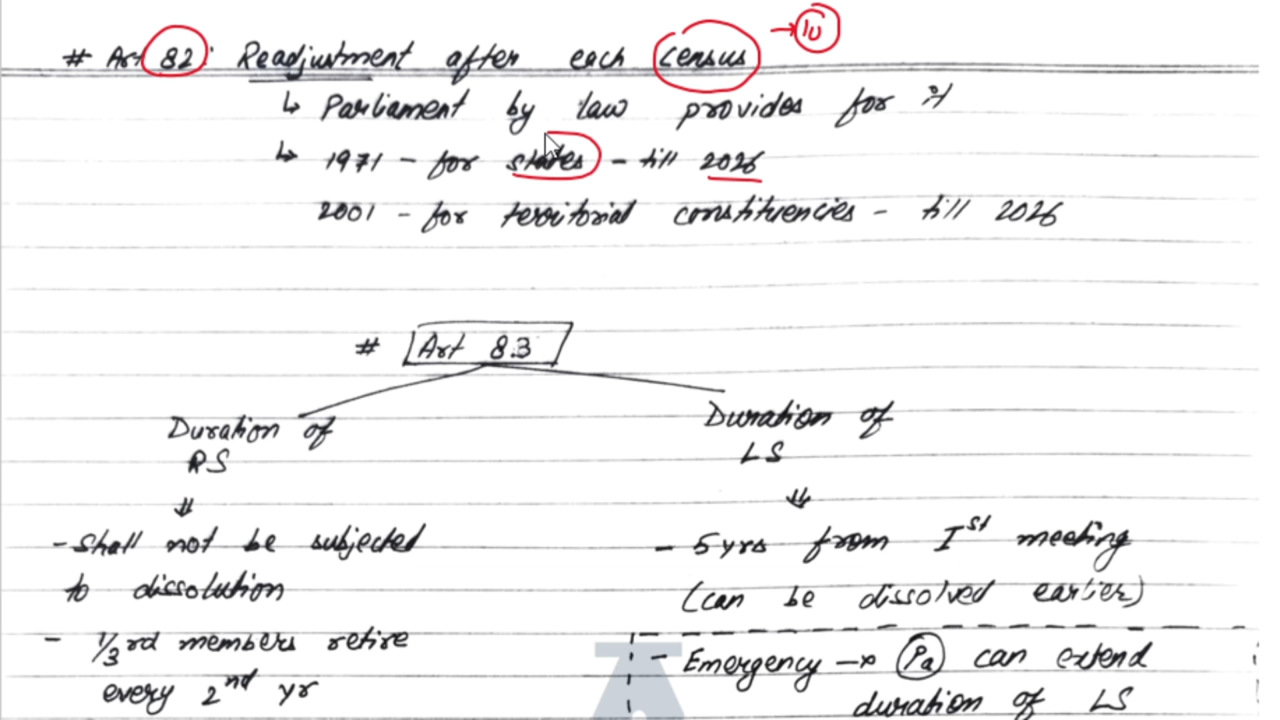 # Art 82: Readjustment after each Census → 10
↳ Parliament by law provides for it
↳ 1971 - for states - till 2026
2001 - for territorial constituencies - till 2026
# Art 83
Duration of
RS
- Shall not be subjected
to dissolution
- 1/3rd members retire
every 2nd yr
Duration of
LS
- 5yrs from Ist meeting
(can be dissolved earlier)
- Emergency → Pa can extend
duration of LS